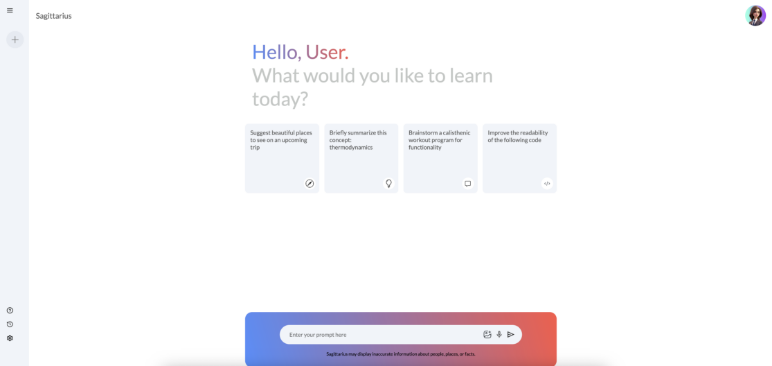 Sagittarius
Hello, User.
What would you like to learn
today?
Suggest beautiful places
to see on an upcoming
trip
Briefly summarize this
concept:
thermodynamics
Brainstorm a calisthenic
workout program for
functionality
Improve the readability
of the following code
Enter your prompt here
Sagittarius may display inaccurate information about people, places, or facts.